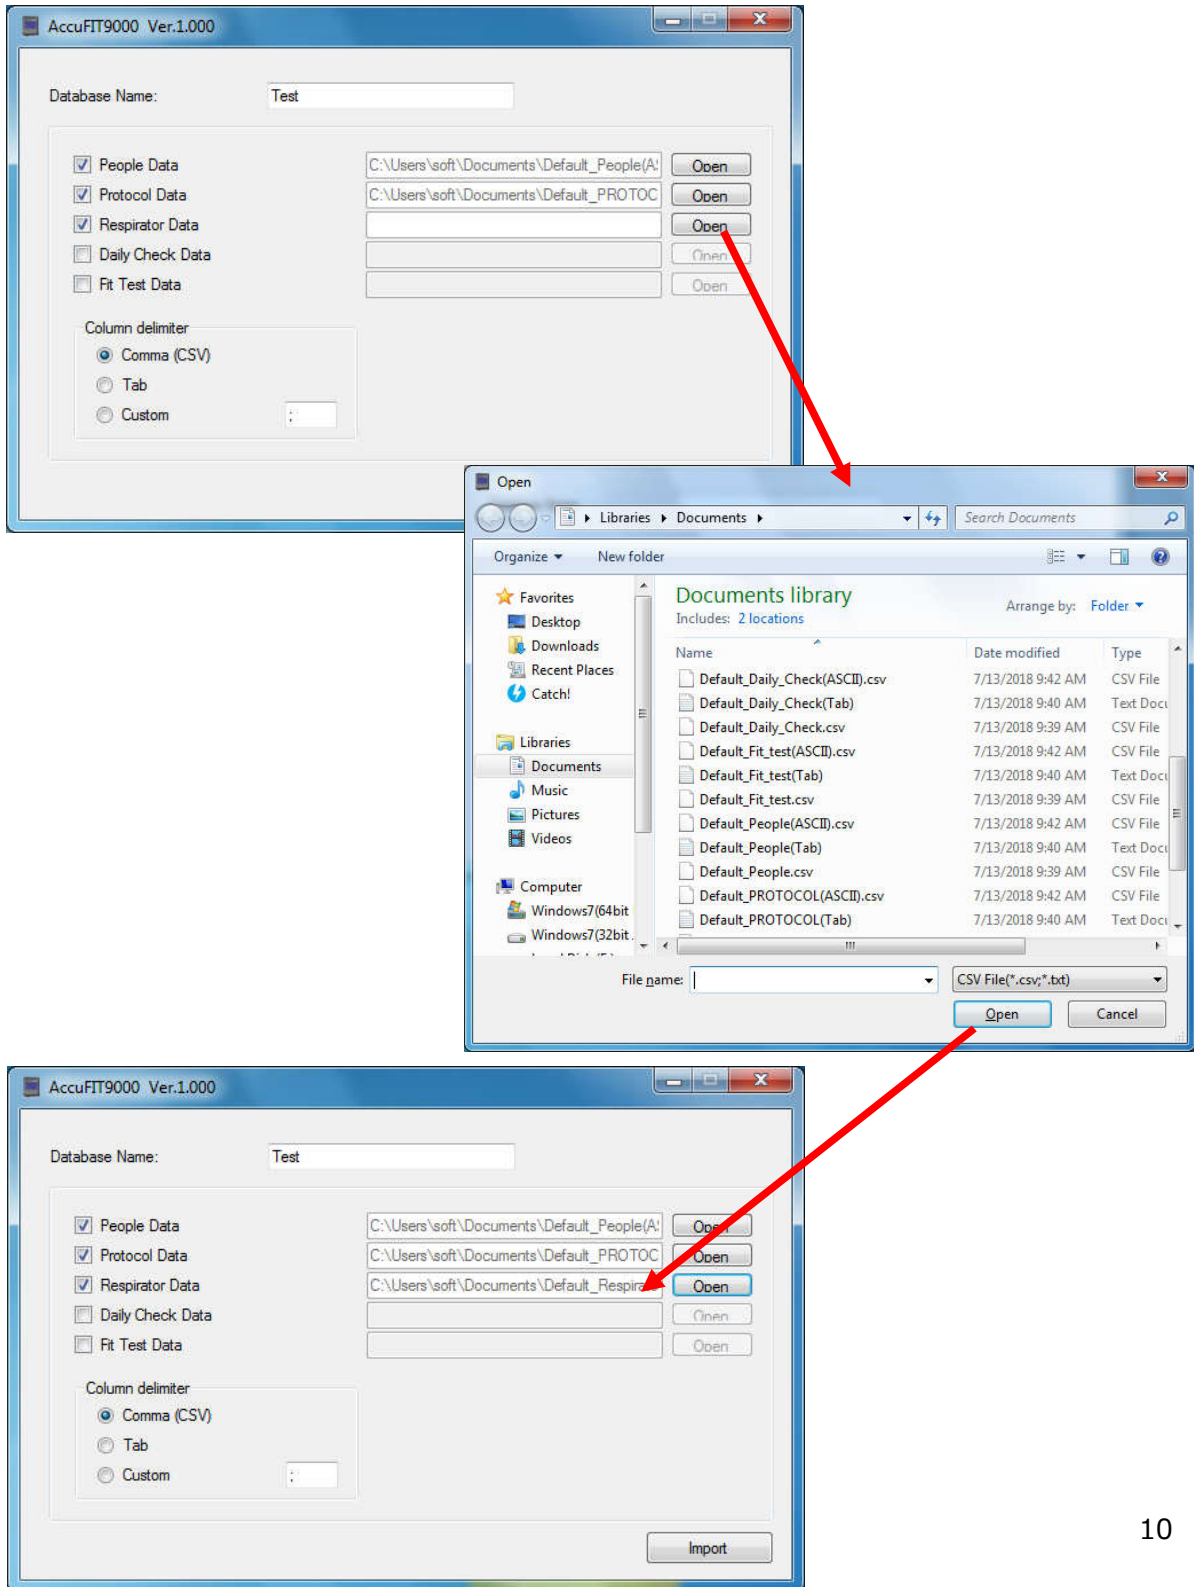 AccuFIT9000 Ver.1.000
Database Name: Test
People Data C:\Users\soft\Documents\Default_People(A Open
Protocol Data C:\Users\soft\Documents\Default_PROTOC Open
Respirator Data Open
Daily Check Data Open
Fit Test Data Open
Column delimiter
Comma (CSV)
Tab
Custom ;
Open
Libraries Documents Search Documents
Organize New folder
Favorites
Desktop
Downloads
Recent Places
Catch!
Libraries
Documents
Music
Pictures
Videos
Computer
Windows7(64bit
Windows7(32bit
Documents library
Includes: 2 locations
Arrange by: Folder
Name Date modified Type
Default_Daily_Check(ASCII).csv 7/13/2018 9:42 AM CSV File
Default_Daily_Check(Tab) 7/13/2018 9:40 AM Text Docu
Default_Daily_Check.csv 7/13/2018 9:39 AM CSV File
Default_Fit_test(ASCII).csv 7/13/2018 9:42 AM CSV File
Default_Fit_test(Tab) 7/13/2018 9:40 AM Text Docu
Default_Fit_test.csv 7/13/2018 9:39 AM CSV File
Default_People(ASCII).csv 7/13/2018 9:42 AM CSV File
Default_People(Tab) 7/13/2018 9:40 AM Text Docu
Default_People.csv 7/13/2018 9:39 AM CSV File
Default_PROTOCOL(ASCII).csv 7/13/2018 9:42 AM CSV File
Default_PROTOCOL(Tab) 7/13/2018 9:40 AM Text Docu
File name: CSV File(*.csv;*.txt)
Open Cancel
AccuFIT9000 Ver.1.000
Database Name: Test
People Data C:\Users\soft\Documents\Default_People(A Open
Protocol Data C:\Users\soft\Documents\Default_PROTOC Open
Respirator Data C:\Users\soft\Documents\Default_Respira Open
Daily Check Data Open
Fit Test Data Open
Column delimiter
Comma (CSV)
Tab
Custom ;
Import
10